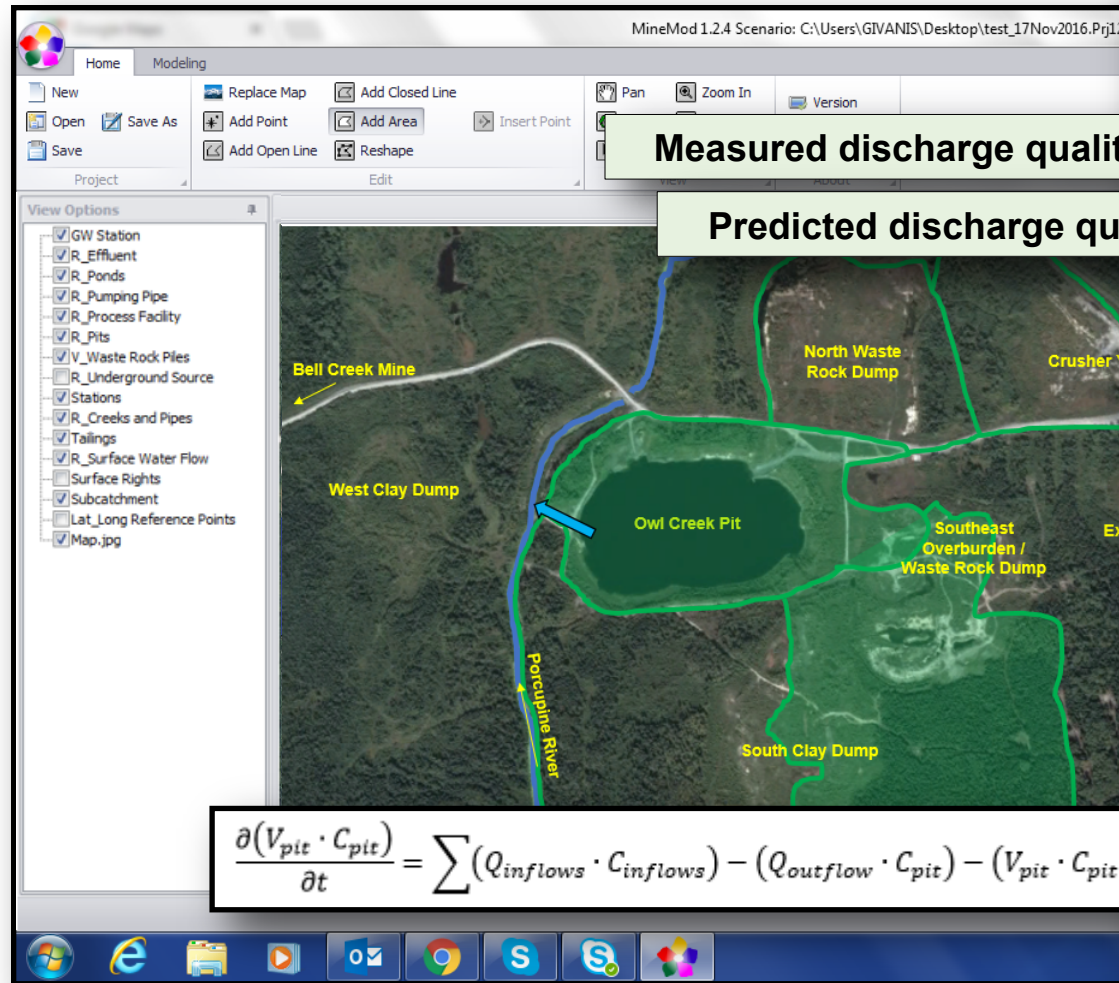 MineMod 1.2.4 Scenario: C:\Users\GIVANIS\Desktop\test_17Nov2016.Prj12
Home Modeling
New Replace Map Add Closed Line Pan Zoom In Version
Open Save As Add Point Add Area Insert Point
Save Add Open Line Reshape
Project Edit View About
Measured discharge qualit
Predicted discharge qu
View Options
GW Station
R_Effluent
R_Ponds
R_Pumping Pipe
R_Process Facility
R_Pits
V_Waste Rock Piles
R_Underground Source
Stations
R_Creeks and Pipes
Tailings
R_Surface Water Flow
Surface Rights
Subcatchment
Lat_Long Reference Points
Map.jpg
Bell Creek Mine
North Waste
Rock Dump
Crusher
West Clay Dump
Owl Creek Pit
Southeast
Overburden /
Waste Rock Dump
Ex
Porcupine River
South Clay Dump
∂(V_pit · C_pit)/∂t = ∑(Q_inflows · C_inflows) − (Q_outflow · C_pit) − (V_pit · C_pit